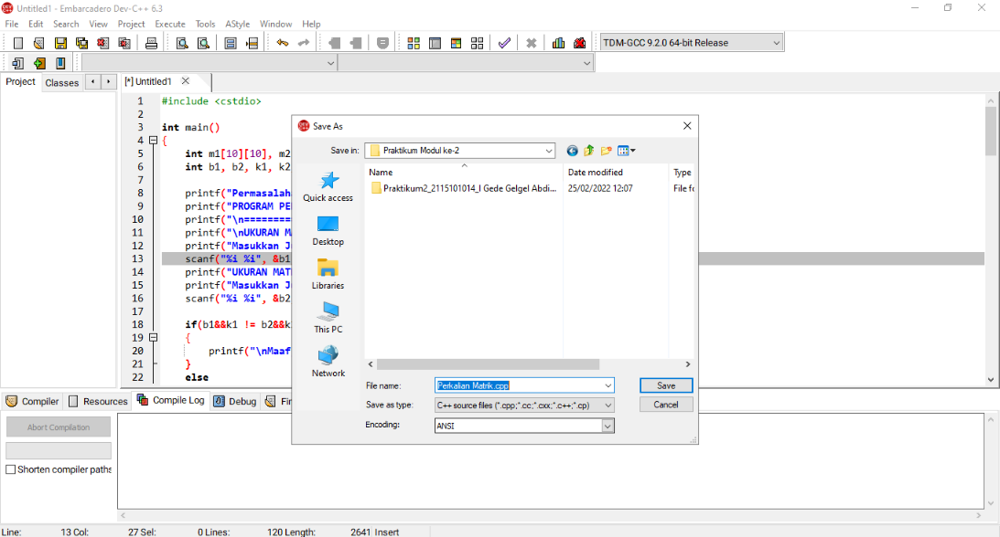 Untitled1 - Embarcadero Dev-C++ 6.3
File Edit Search View Project Execute Tools AStyle Window Help
TDM-GCC 9.2.0 64-bit Release
Project Classes
[*] Untitled1
1 #include <cstdio>
2
3 int main()
4 {
5 int m1[10][10], m2
6 int b1, b2, k1, k2
7
8 printf("Permasalah
9 printf("PROGRAM PE
10 printf("\n=========
11 printf("\nUKURAN M
12 printf("Masukkan J
13 scanf("%i %i", &b1
14 printf("UKURAN MAT
15 printf("Masukkan J
16 scanf("%i %i", &b2
17
18 if(b1&&k1 != b2&&k
19 {
20 printf("\nMaaf
21 }
22 else
Save As
Save in: Praktikum Modul ke-2
Name Date modified Type
Praktikum2_2115101014_I Gede Gelgel Abdi... 25/02/2022 12:07 File fo
Quick access
Desktop
Libraries
This PC
Network
File name: Perkalian Matrik.cpp Save
Save as type: C++ source files (*.cpp;*.cc;*.cxx;*.c++;*.cp) Cancel
Encoding: ANSI
Compiler Resources Compile Log Debug Fin
Abort Compilation
Shorten compiler paths
Line: 13 Col: 27 Sel: 0 Lines: 120 Length: 2641 Insert